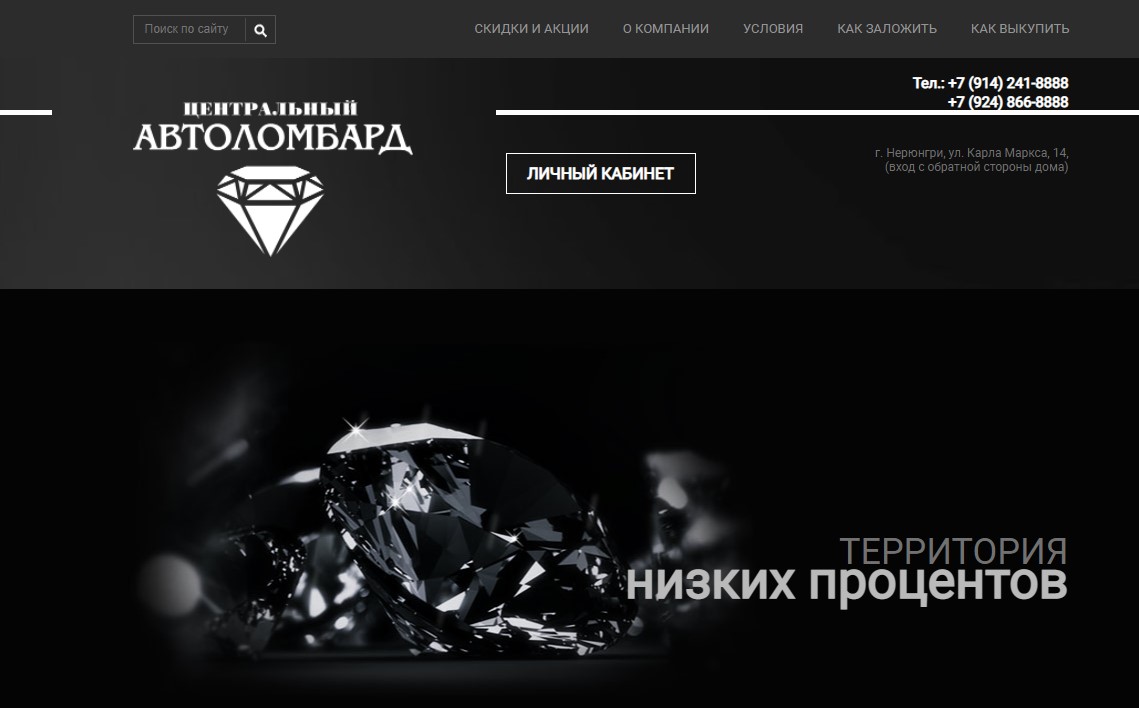 Поиск по сайту
СКИДКИ И АКЦИИ О КОМПАНИИ УСЛОВИЯ КАК ЗАЛОЖИТЬ КАК ВЫКУПИТЬ
Тел.: +7 (914) 241-8888
+7 (924) 866-8888
ЦЕНТРАЛЬНЫЙ
АВТОЛОМБАРД
г. Нерюнгри, ул. Карла Маркса, 14,
(вход с обратной стороны дома)
ЛИЧНЫЙ КАБИНЕТ
ТЕРРИТОРИЯ
низких процентов